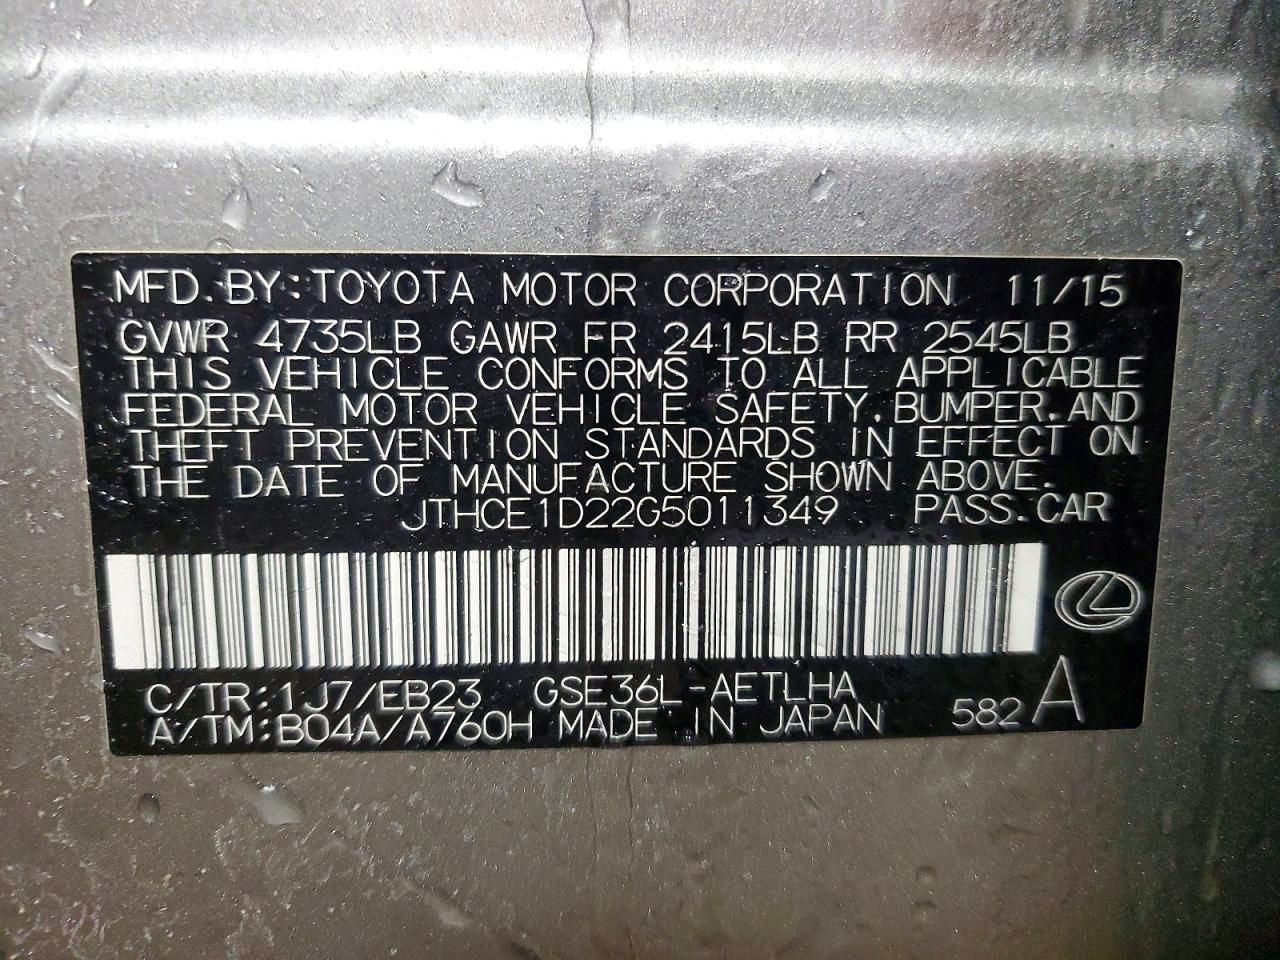 MFD. BY: TOYOTA MOTOR CORPORATION 11/15
GVWR 4735LB GAWR FR 2415LB RR 2545LB
THIS VEHICLE CONFORMS TO ALL APPLICABLE
FEDERAL MOTOR VEHICLE SAFETY, BUMPER, AND
THEFT PREVENTION STANDARDS IN EFFECT ON
THE DATE OF MANUFACTURE SHOWN ABOVE.
JTHCE1D22G5011349 PASS. CAR
C/TR: 1J7/EB23 GSE36L-AETLHA
A/TM: B04A/A760H MADE IN JAPAN 582 A